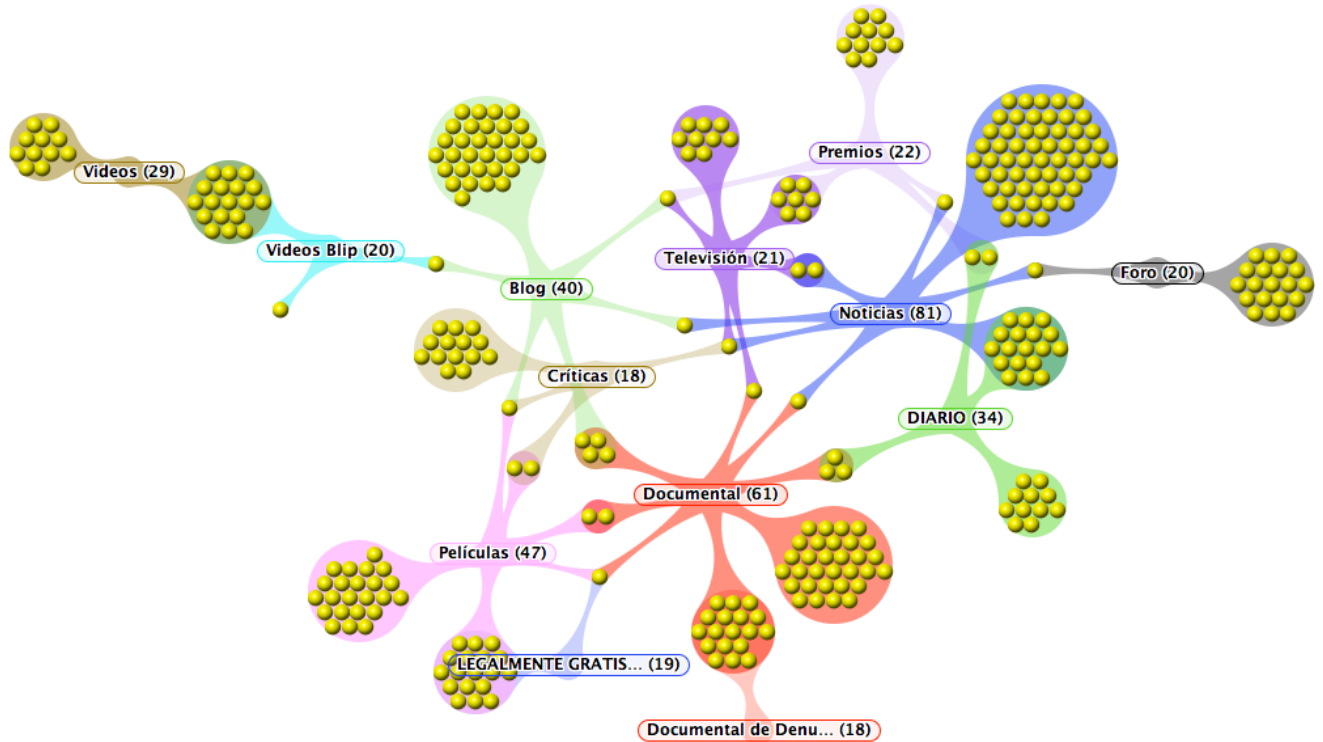 Premios (22)
Videos (29)
Videos Blip (20)
Televisión (21)
Foro (20)
Blog (40)
Noticias (81)
Críticas (18)
DIARIO (34)
Documental (61)
Películas (47)
LEGALMENTE GRATIS... (19)
Documental de Denu... (18)